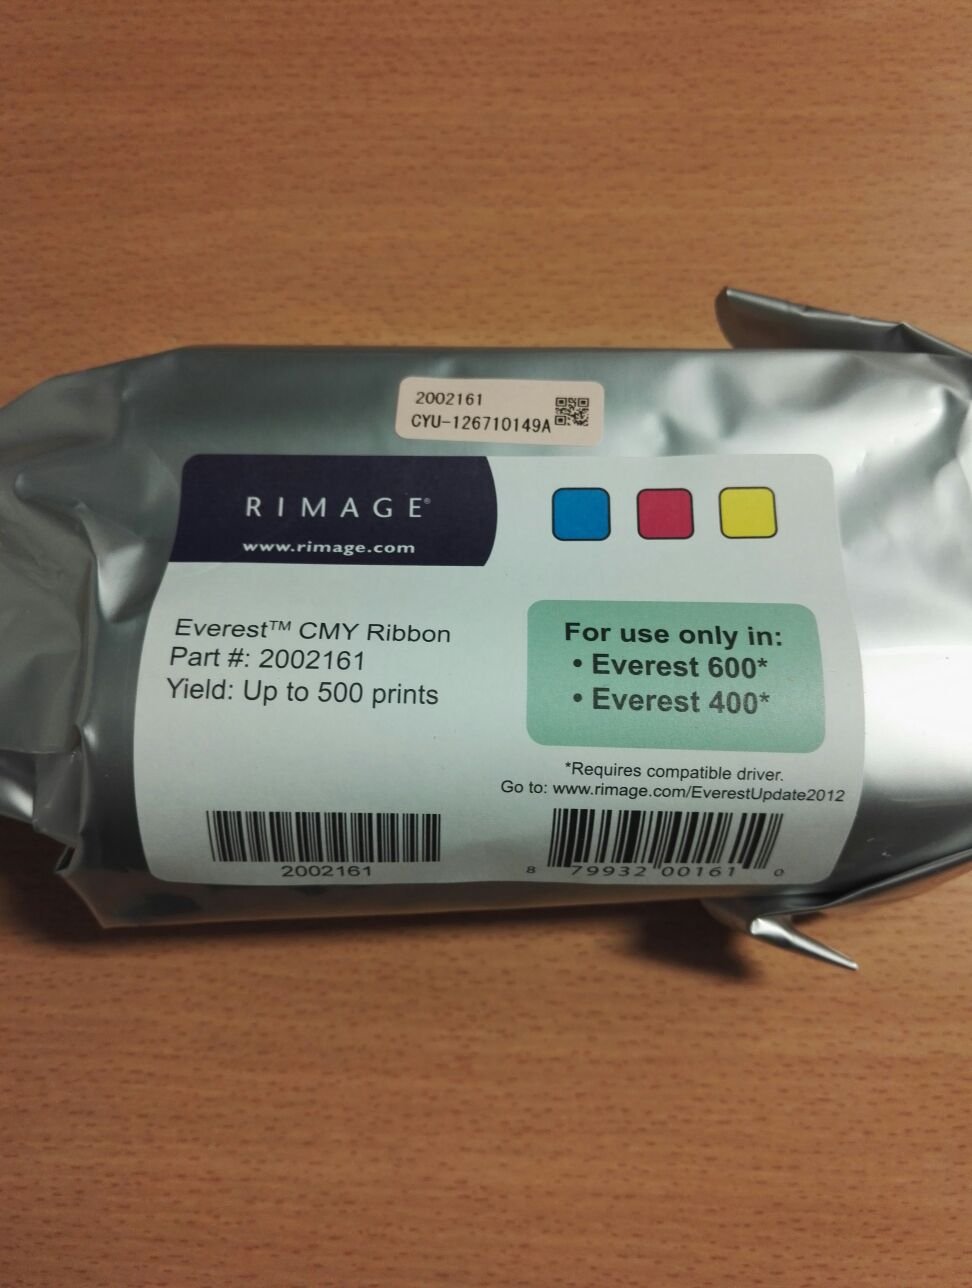 2002161
CYU-126710149A
RIMAGE®
www.rimage.com
Everest™ CMY Ribbon
Part #: 2002161
Yield: Up to 500 prints
For use only in:
• Everest 600*
• Everest 400*
*Requires compatible driver.
Go to: www.rimage.com/EverestUpdate2012
2002161
8 79932 00161 0